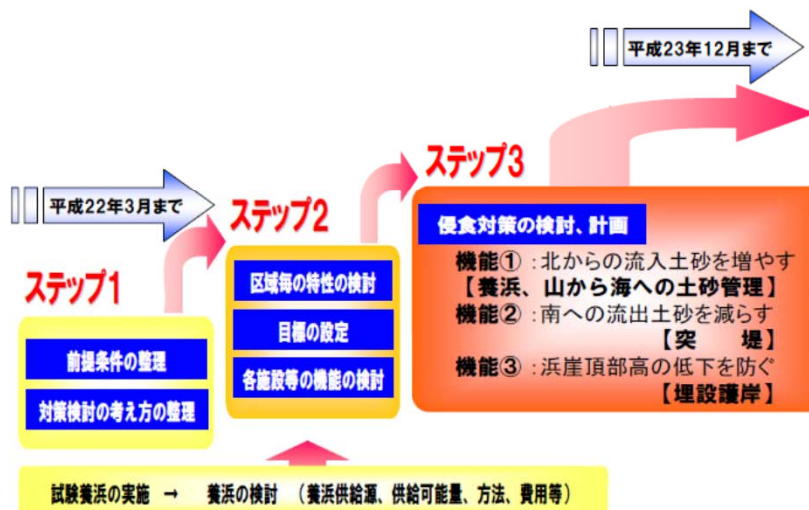 平成23年12月まで
ステップ3
平成22年3月まで
ステップ2
侵食対策の検討、計画
機能① :北からの流入土砂を増やす
【養浜、山から海への土砂管理】
機能② :南への流出土砂を減らす
【突　堤】
機能③ :浜崖頂部高の低下を防ぐ
【埋設護岸】
区域毎の特性の検討
目標の設定
各施設等の機能の検討
ステップ1
前提条件の整理
対策検討の考え方の整理
試験養浜の実施 → 養浜の検討 （養浜供給源、供給可能量、方法、費用等）